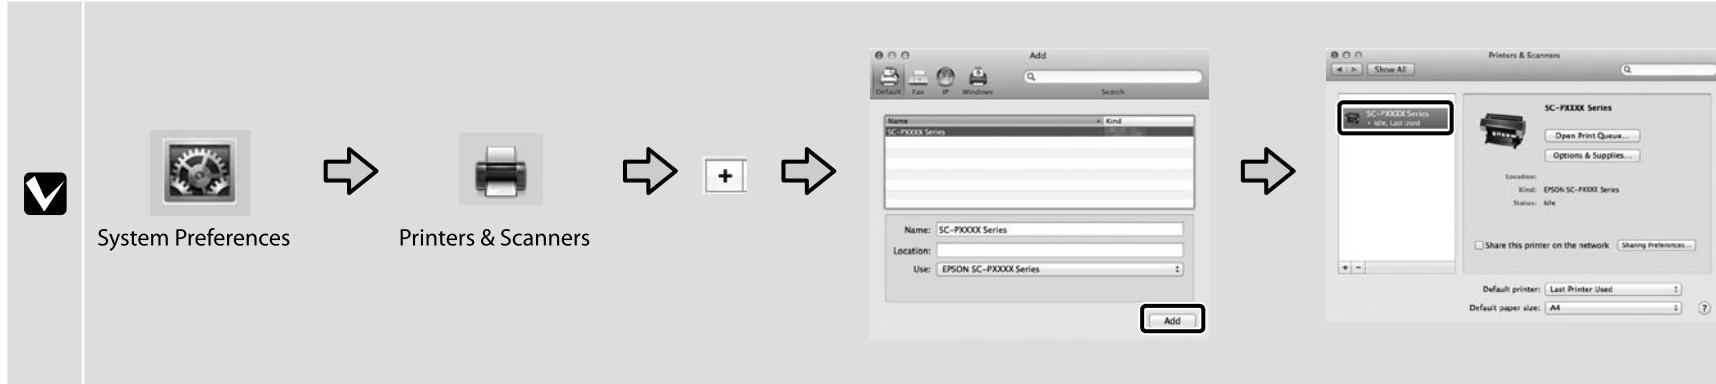 System Preferences
Printers & Scanners
+
Add
Default Fax IP Windows
Search
Name Kind
SC-PXXXX Series
Name: SC-PXXXX Series
Location:
Use: EPSON SC-PXXXX Series
Add
Printers & Scanners
Show All
SC-PXXXX Series
• Idle, Last Used
+ −
SC-PXXXX Series
Open Print Queue...
Options & Supplies...
Location:
Kind: EPSON SC-PXXXX Series
Status: Idle
Share this printer on the network Sharing Preferences...
Default printer: Last Printer Used
Default paper size: A4
?